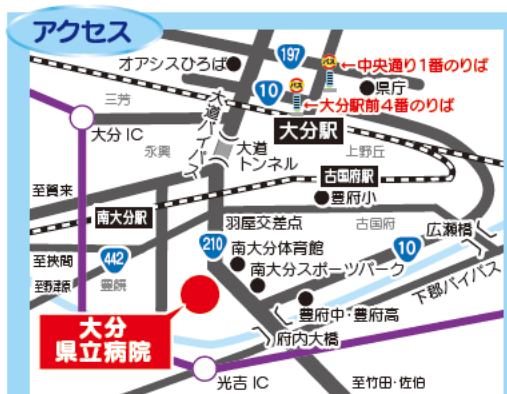 アクセス
197
オアシスひろば
←中央通り1番のりば
バス
県庁
10
バス
←大分駅前4番のりば
三芳
大分駅
大分IC
大道バイパス
永興
大道
トンネル
上野丘
古国府駅
至賀来
豊府小
南大分駅
羽屋交差点
古国府
広瀬橋
210
10
442
南大分体育館
至挾間
南大分スポーツパーク
下郡バイパス
至野津原
豊饒
大分
県立病院
豊府中・豊府高
府内大橋
光吉IC
至竹田・佐伯